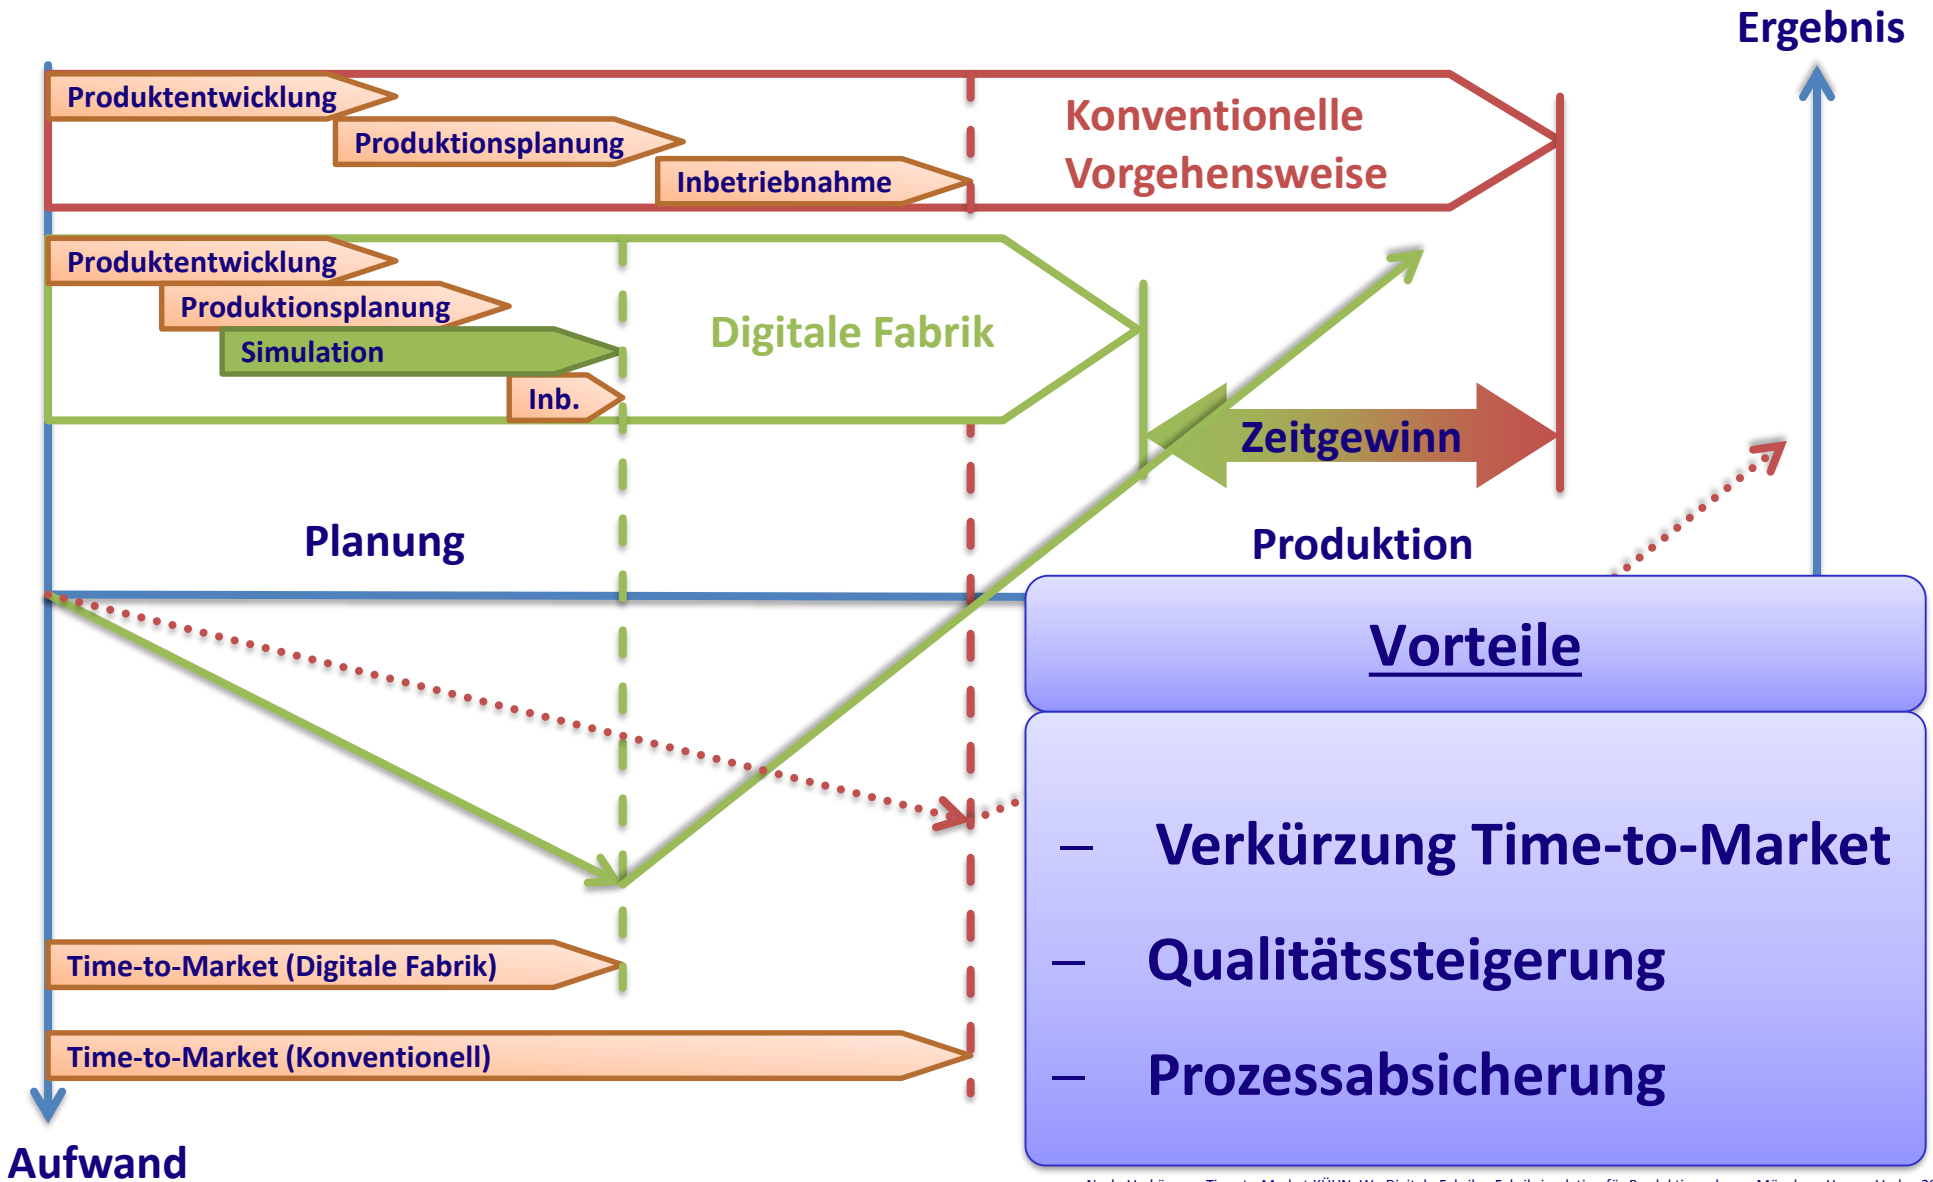 Ergebnis
Produktentwicklung
Produktionsplanung
Inbetriebnahme
Konventionelle
Vorgehensweise
Produktentwicklung
Produktionsplanung
Simulation
Inb.
Digitale Fabrik
Zeitgewinn
Planung
Produktion
Vorteile
– Verkürzung Time-to-Market
– Qualitätssteigerung
– Prozessabsicherung
Time-to-Market (Digitale Fabrik)
Time-to-Market (Konventionell)
Aufwand